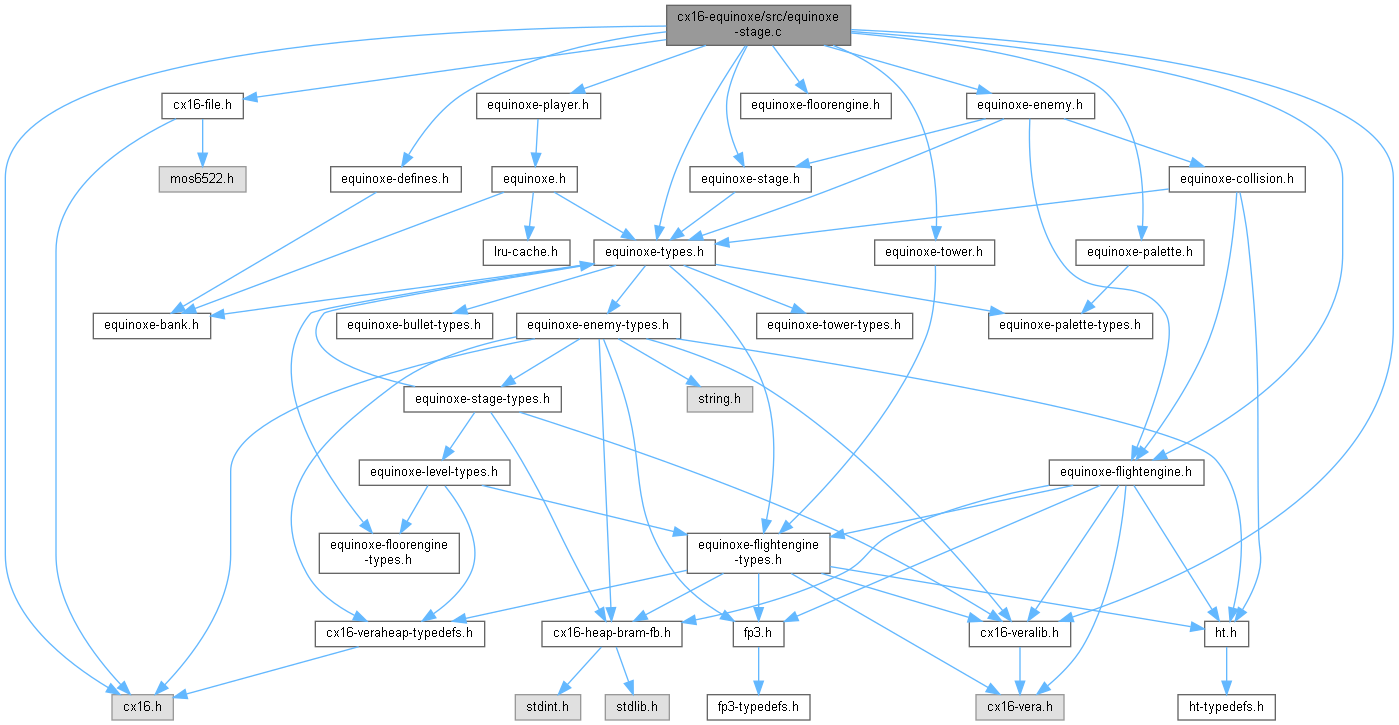 cx16-equinoxe/src/equinoxe
-stage.c
cx16-file.h
equinoxe-player.h
equinoxe-floorengine.h
equinoxe-enemy.h
mos6522.h
equinoxe-defines.h
equinoxe.h
equinoxe-stage.h
equinoxe-collision.h
lru-cache.h
equinoxe-types.h
equinoxe-tower.h
equinoxe-palette.h
equinoxe-bank.h
equinoxe-bullet-types.h
equinoxe-enemy-types.h
equinoxe-tower-types.h
equinoxe-palette-types.h
equinoxe-stage-types.h
string.h
equinoxe-level-types.h
equinoxe-flightengine.h
equinoxe-floorengine
-types.h
equinoxe-flightengine
-types.h
cx16-veraheap-typedefs.h
cx16-heap-bram-fb.h
fp3.h
cx16-veralib.h
ht.h
cx16.h
stdint.h
stdlib.h
fp3-typedefs.h
cx16-vera.h
ht-typedefs.h